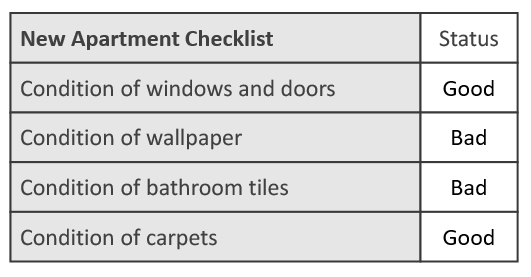 New Apartment Checklist Status
Condition of windows and doors Good
Condition of wallpaper Bad
Condition of bathroom tiles Bad
Condition of carpets Good